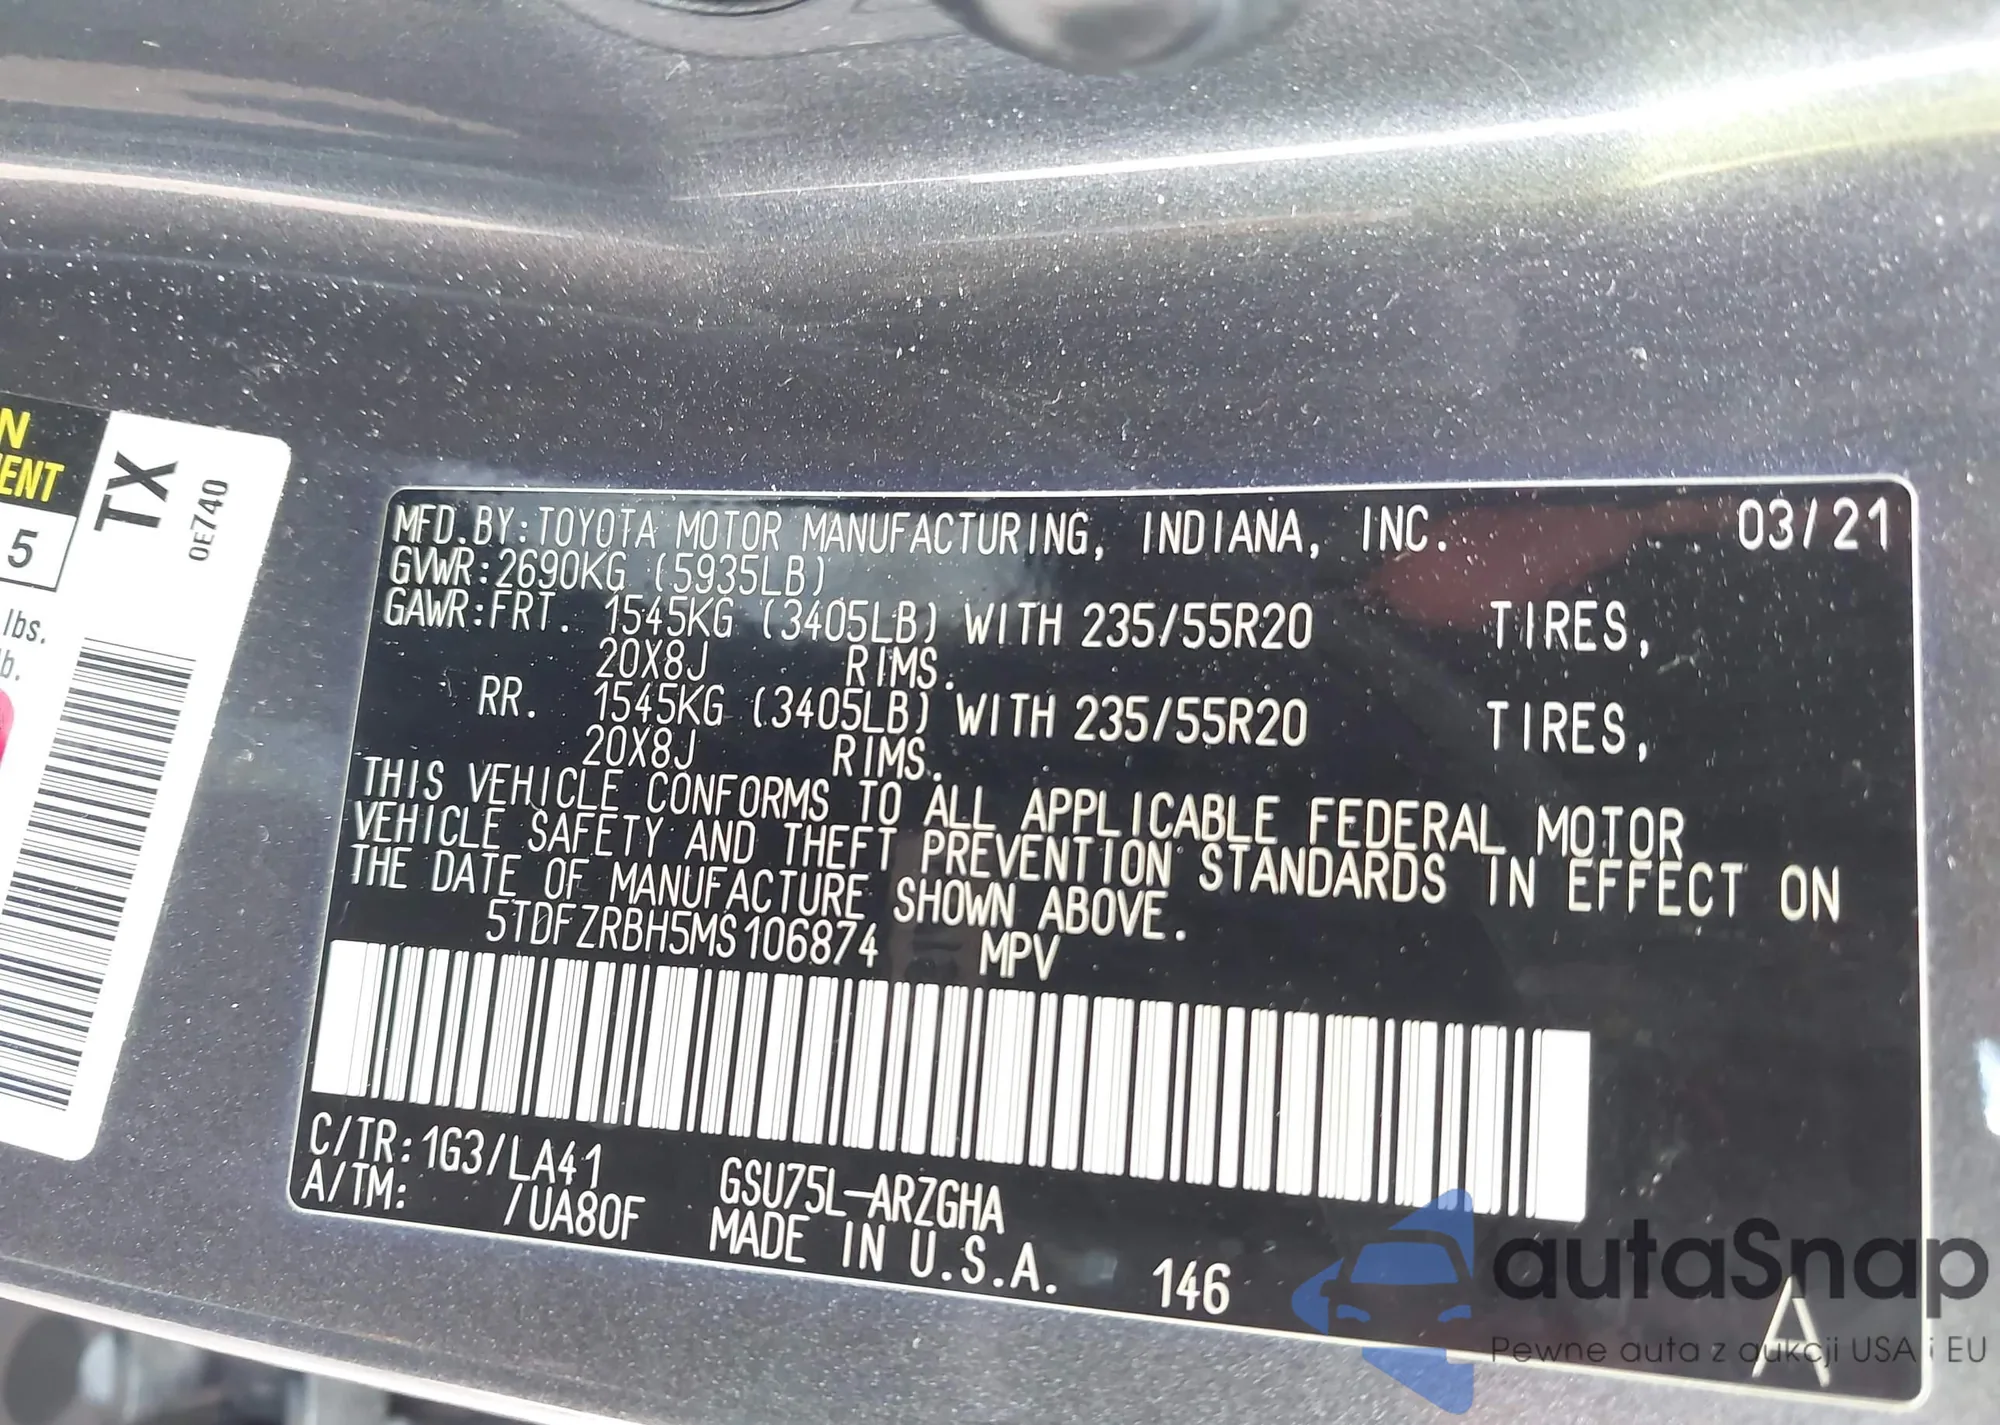 N
MENT
5
lbs.
lb.
TX
0E740
MFD.BY:TOYOTA MOTOR MANUFACTURING, INDIANA, INC. 03/21
GVWR:2690KG (5935LB)
GAWR:FRT. 1545KG (3405LB) WITH 235/55R20 TIRES,
20X8J RIMS.
RR. 1545KG (3405LB) WITH 235/55R20 TIRES,
20X8J RIMS.
THIS VEHICLE CONFORMS TO ALL APPLICABLE FEDERAL MOTOR
VEHICLE SAFETY AND THEFT PREVENTION STANDARDS IN EFFECT ON
THE DATE OF MANUFACTURE SHOWN ABOVE.
5TDFZRBH5MS106874 MPV
C/TR:1G3/LA41 GSU75L-ARZGHA
A/TM: /UA80F MADE IN U.S.A. 146
A
autaSnap
Pewne auta z aukcji USA i EU